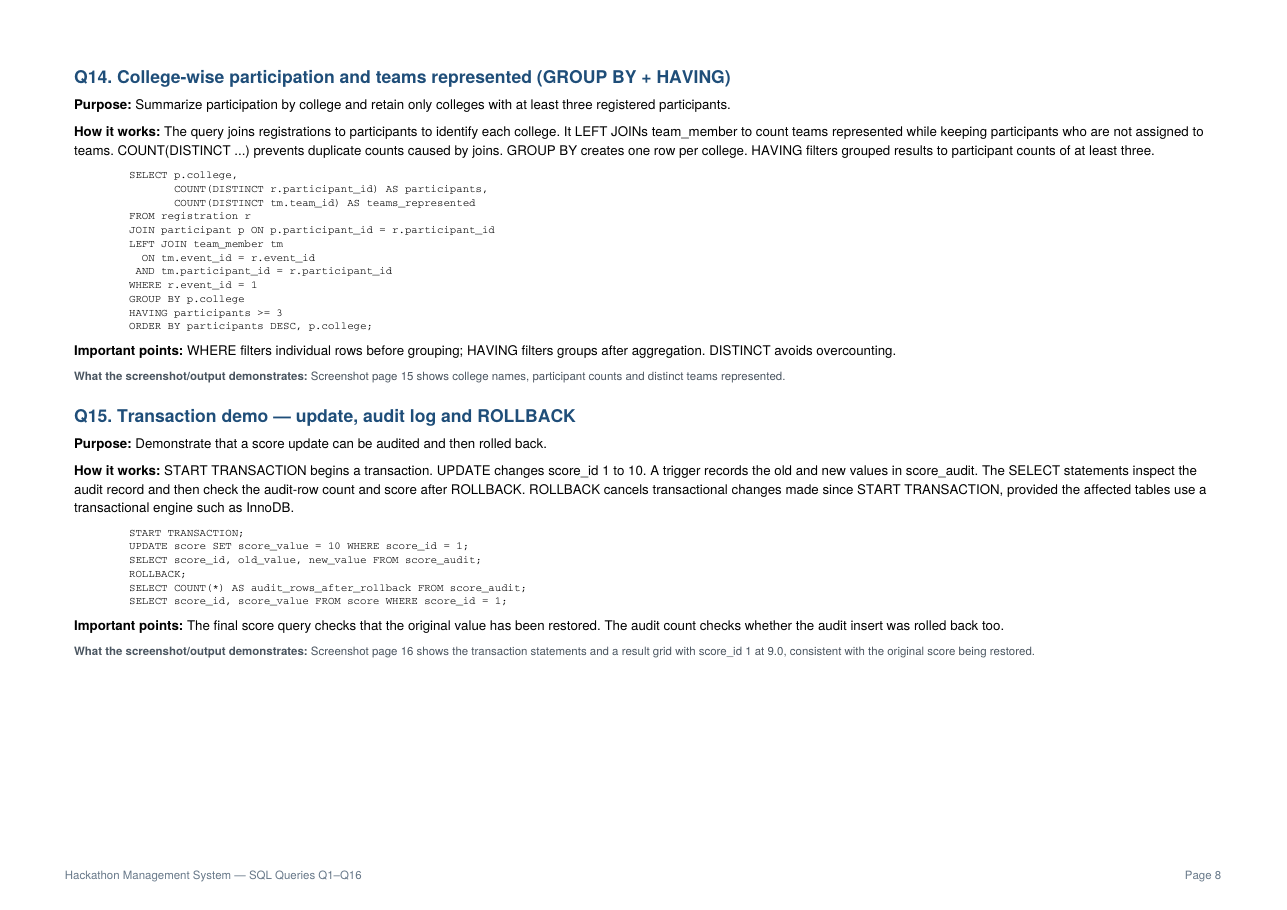 Q14. College-wise participation and teams represented (GROUP BY + HAVING)
Purpose: Summarize participation by college and retain only colleges with at least three registered participants.
How it works: The query joins registrations to participants to identify each college. It LEFT JOINs team_member to count teams represented while keeping participants who are not assigned to
teams. COUNT(DISTINCT ...) prevents duplicate counts caused by joins. GROUP BY creates one row per college. HAVING filters grouped results to participant counts of at least three.
SELECT p.college,
       COUNT(DISTINCT r.participant_id) AS participants,
       COUNT(DISTINCT tm.team_id) AS teams_represented
FROM registration r
JOIN participant p ON p.participant_id = r.participant_id
LEFT JOIN team_member tm
  ON tm.event_id = r.event_id
 AND tm.participant_id = r.participant_id
WHERE r.event_id = 1
GROUP BY p.college
HAVING participants >= 3
ORDER BY participants DESC, p.college;
Important points: WHERE filters individual rows before grouping; HAVING filters groups after aggregation. DISTINCT avoids overcounting.
What the screenshot/output demonstrates: Screenshot page 15 shows college names, participant counts and distinct teams represented.
Q15. Transaction demo — update, audit log and ROLLBACK
Purpose: Demonstrate that a score update can be audited and then rolled back.
How it works: START TRANSACTION begins a transaction. UPDATE changes score_id 1 to 10. A trigger records the old and new values in score_audit. The SELECT statements inspect the
audit record and then check the audit-row count and score after ROLLBACK. ROLLBACK cancels transactional changes made since START TRANSACTION, provided the affected tables use a
transactional engine such as InnoDB.
START TRANSACTION;
UPDATE score SET score_value = 10 WHERE score_id = 1;
SELECT score_id, old_value, new_value FROM score_audit;
ROLLBACK;
SELECT COUNT(*) AS audit_rows_after_rollback FROM score_audit;
SELECT score_id, score_value FROM score WHERE score_id = 1;
Important points: The final score query checks that the original value has been restored. The audit count checks whether the audit insert was rolled back too.
What the screenshot/output demonstrates: Screenshot page 16 shows the transaction statements and a result grid with score_id 1 at 9.0, consistent with the original score being restored.
Hackathon Management System — SQL Queries Q1–Q16
Page 8